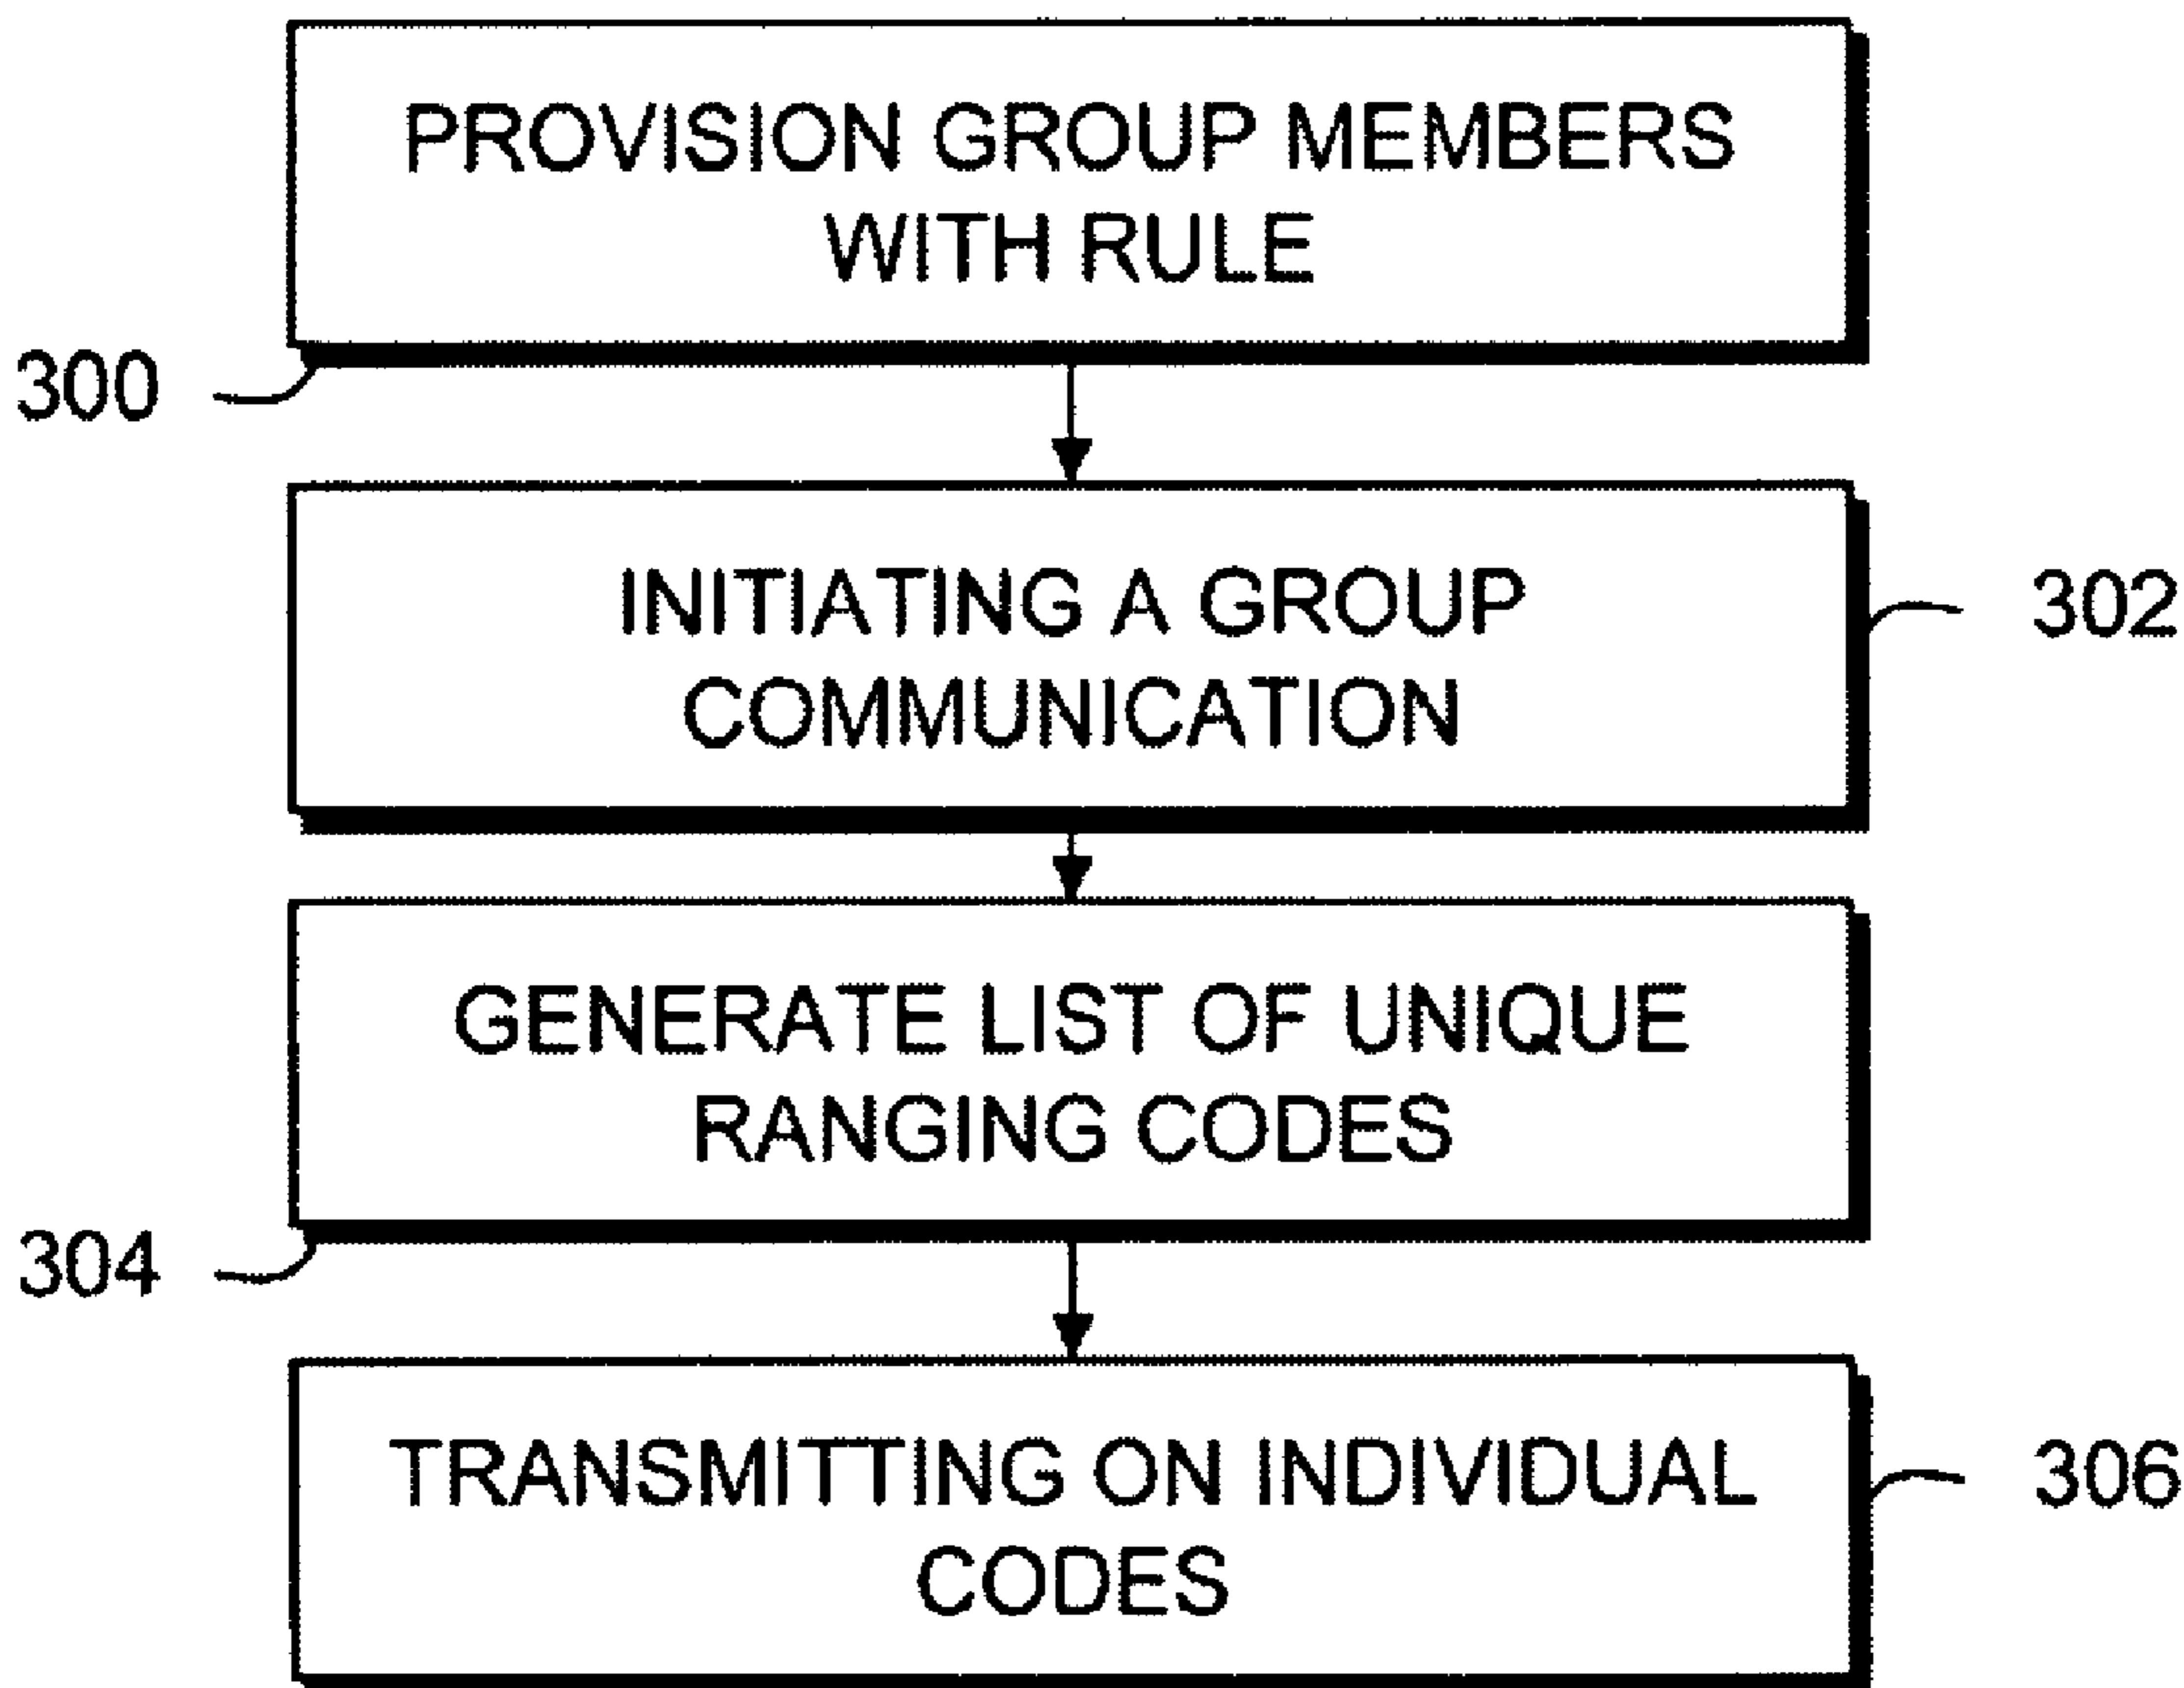 PROVISION GROUP MEMBERS
WITH RULE
300
INITIATING A GROUP
COMMUNICATION
302
GENERATE LIST OF UNIQUE
RANGING CODES
304
TRANSMITTING ON INDIVIDUAL
CODES
306